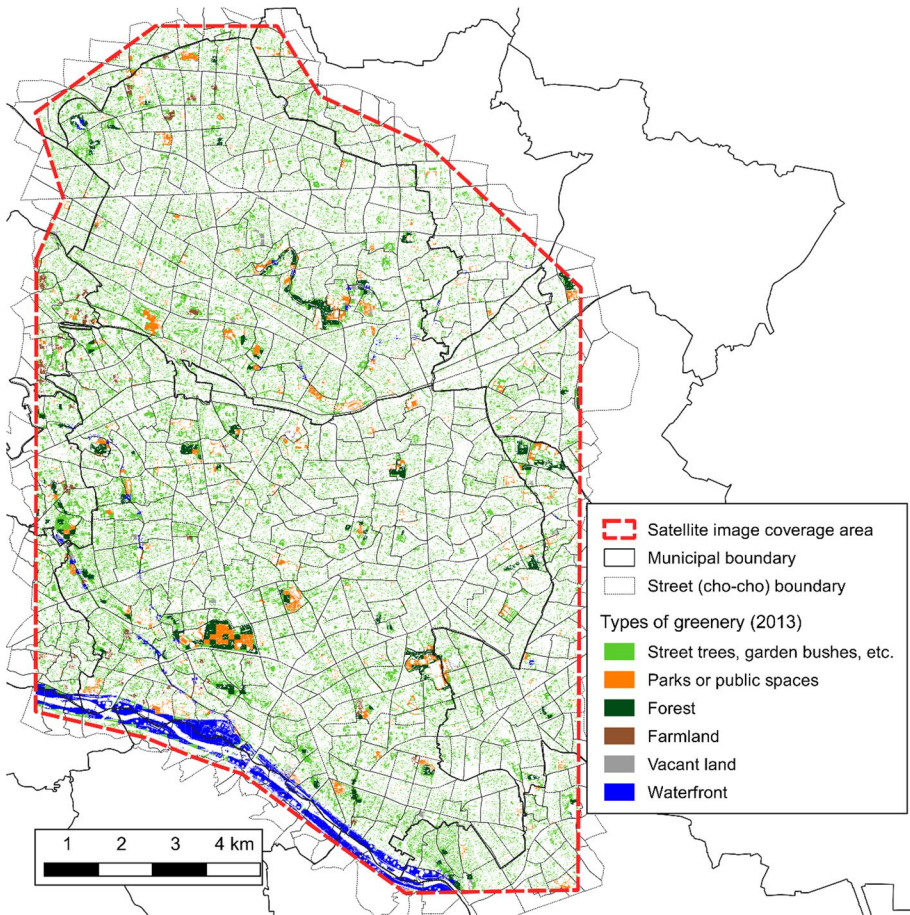 Satellite image coverage area
Municipal boundary
Street (cho-cho) boundary
Types of greenery (2013)
Street trees, garden bushes, etc.
Parks or public spaces
Forest
Farmland
Vacant land
Waterfront
1 2 3 4 km